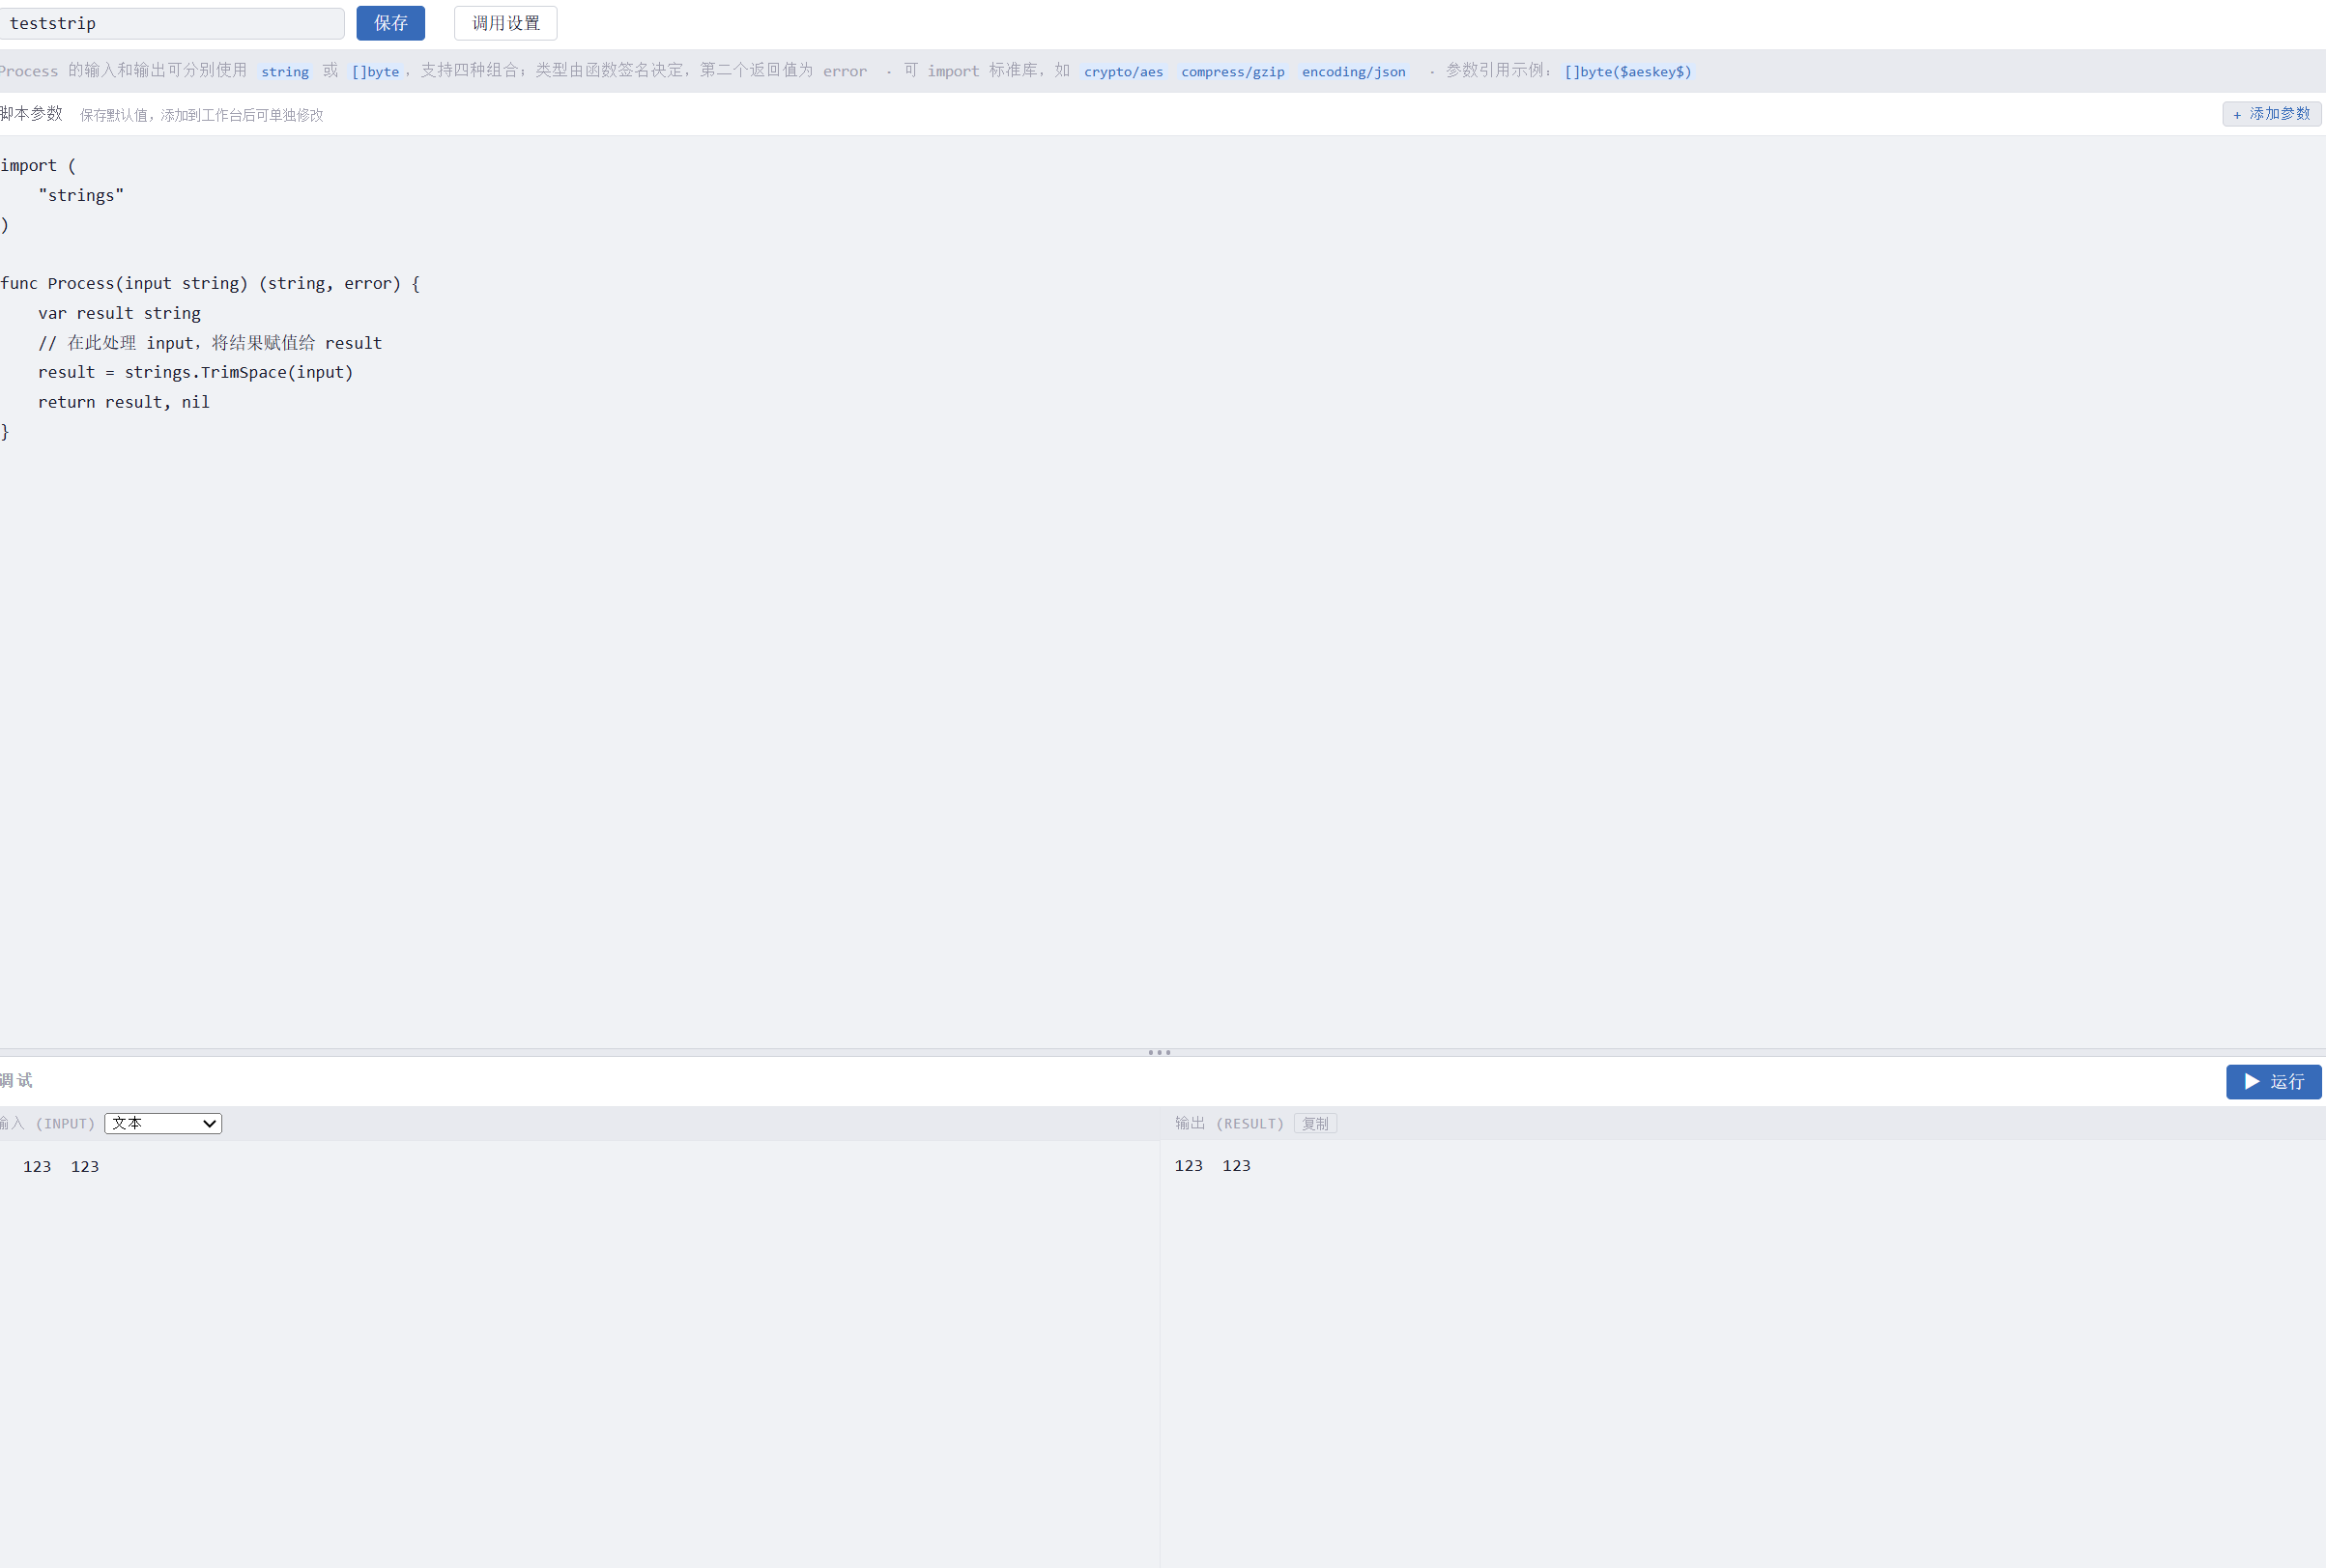 teststrip 保存 调用设置
Process 的输入和输出可分别使用 string 或 []byte，支持四种组合；类型由函数签名决定，第二个返回值为 error · 可 import 标准库，如 crypto/aes compress/gzip encoding/json · 参数引用示例：[]byte($aeskey$)
脚本参数 保存默认值，添加到工作台后可单独修改 + 添加参数
import (
    "strings"
)
func Process(input string) (string, error) {
    var result string
    // 在此处理 input，将结果赋值给 result
    result = strings.TrimSpace(input)
    return result, nil
}
调试 ▶ 运行
输入 (INPUT) 文本 输出 (RESULT) 复制
  123  123
123  123